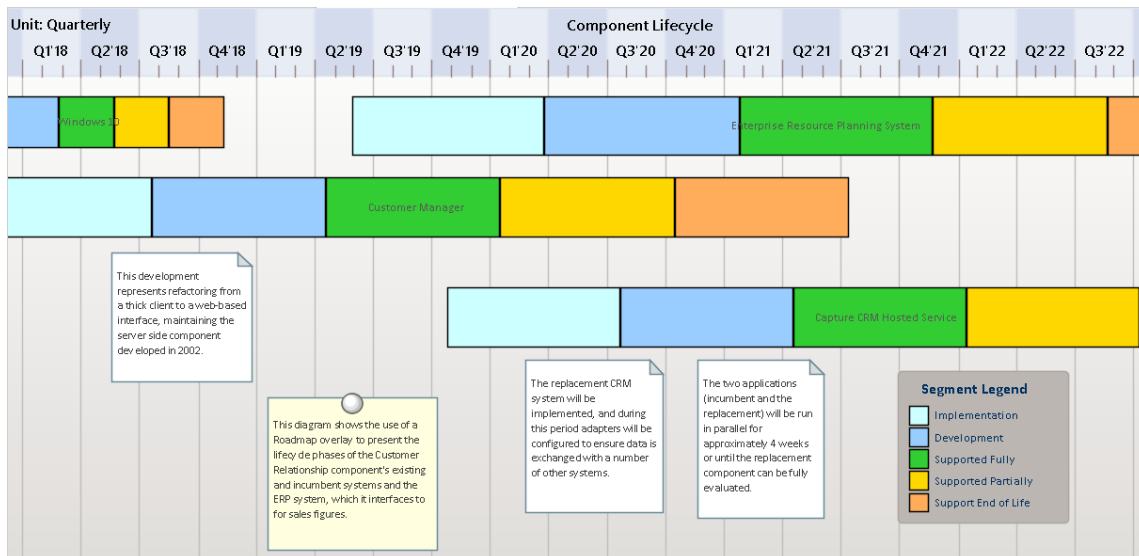 Unit: Quarterly
Component Lifecycle
Q1'18 Q2'18 Q3'18 Q4'18 Q1'19 Q2'19 Q3'19 Q4'19 Q1'20 Q2'20 Q3'20 Q4'20 Q1'21 Q2'21 Q3'21 Q4'21 Q1'22 Q2'22 Q3'22
Windows 10
Enterprise Resource Planning System
Customer Manager
Capture CRM Hosted Service
This development
represents refactoring from
a thick client to a web-based
interface, maintaining the
server side component
developed in 2002.
This diagram shows the use of a
Roadmap overlay to present the
lifecycle phases of the Customer
Relationship component's existing
and incumbent systems and the
ERP system, which it interfaces to
for sales figures.
The replacement CRM
system will be
implemented, and during
this period adapters will be
configured to ensure data is
exchanged with a number
of other systems.
The two applications
(incumbent and the
replacement) will be run
in parallel for
approximately 4 weeks
or until the replacement
component can be fully
evaluated.
Segment Legend
Implementation
Development
Supported Fully
Supported Partially
Support End of Life